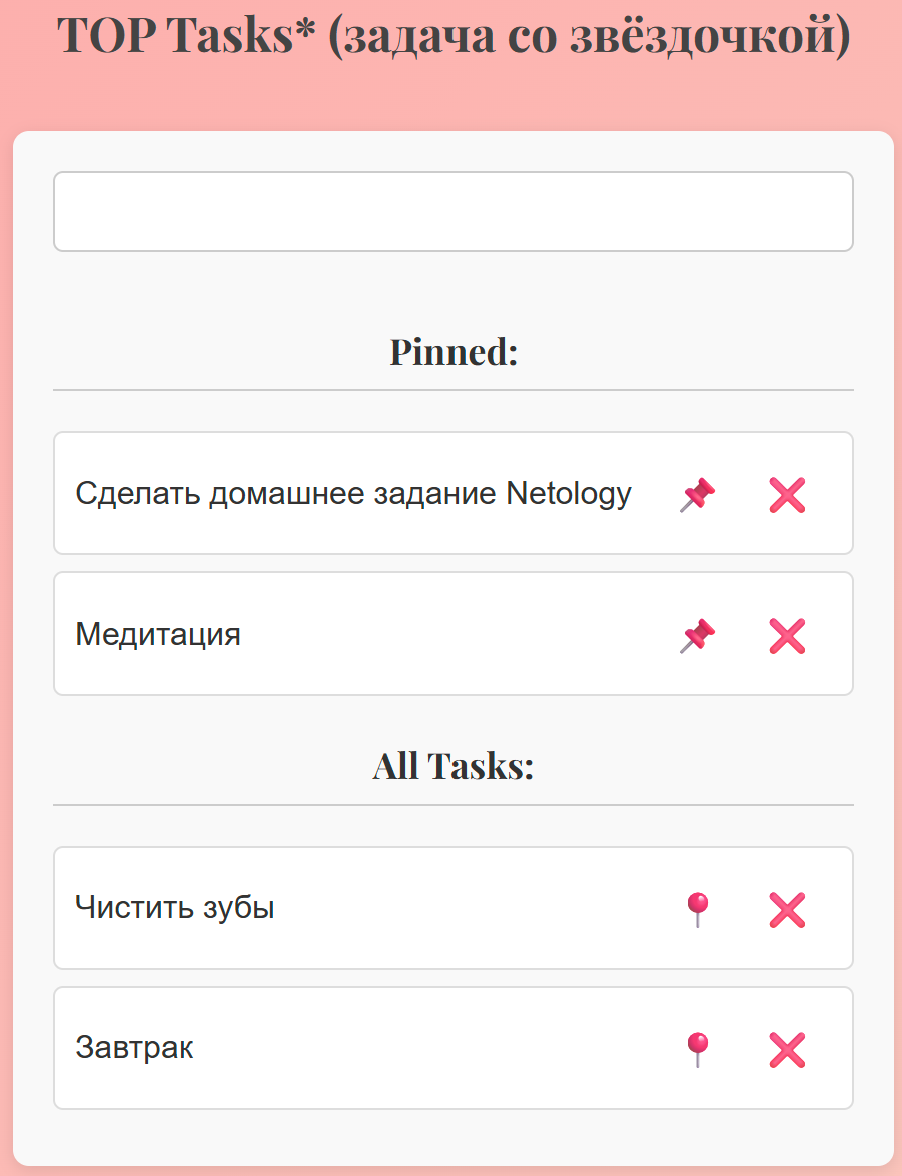 TOP Tasks* (задача со звёздочкой)
Pinned:
Сделать домашнее задание Netology
Медитация
All Tasks:
Чистить зубы
Завтрак